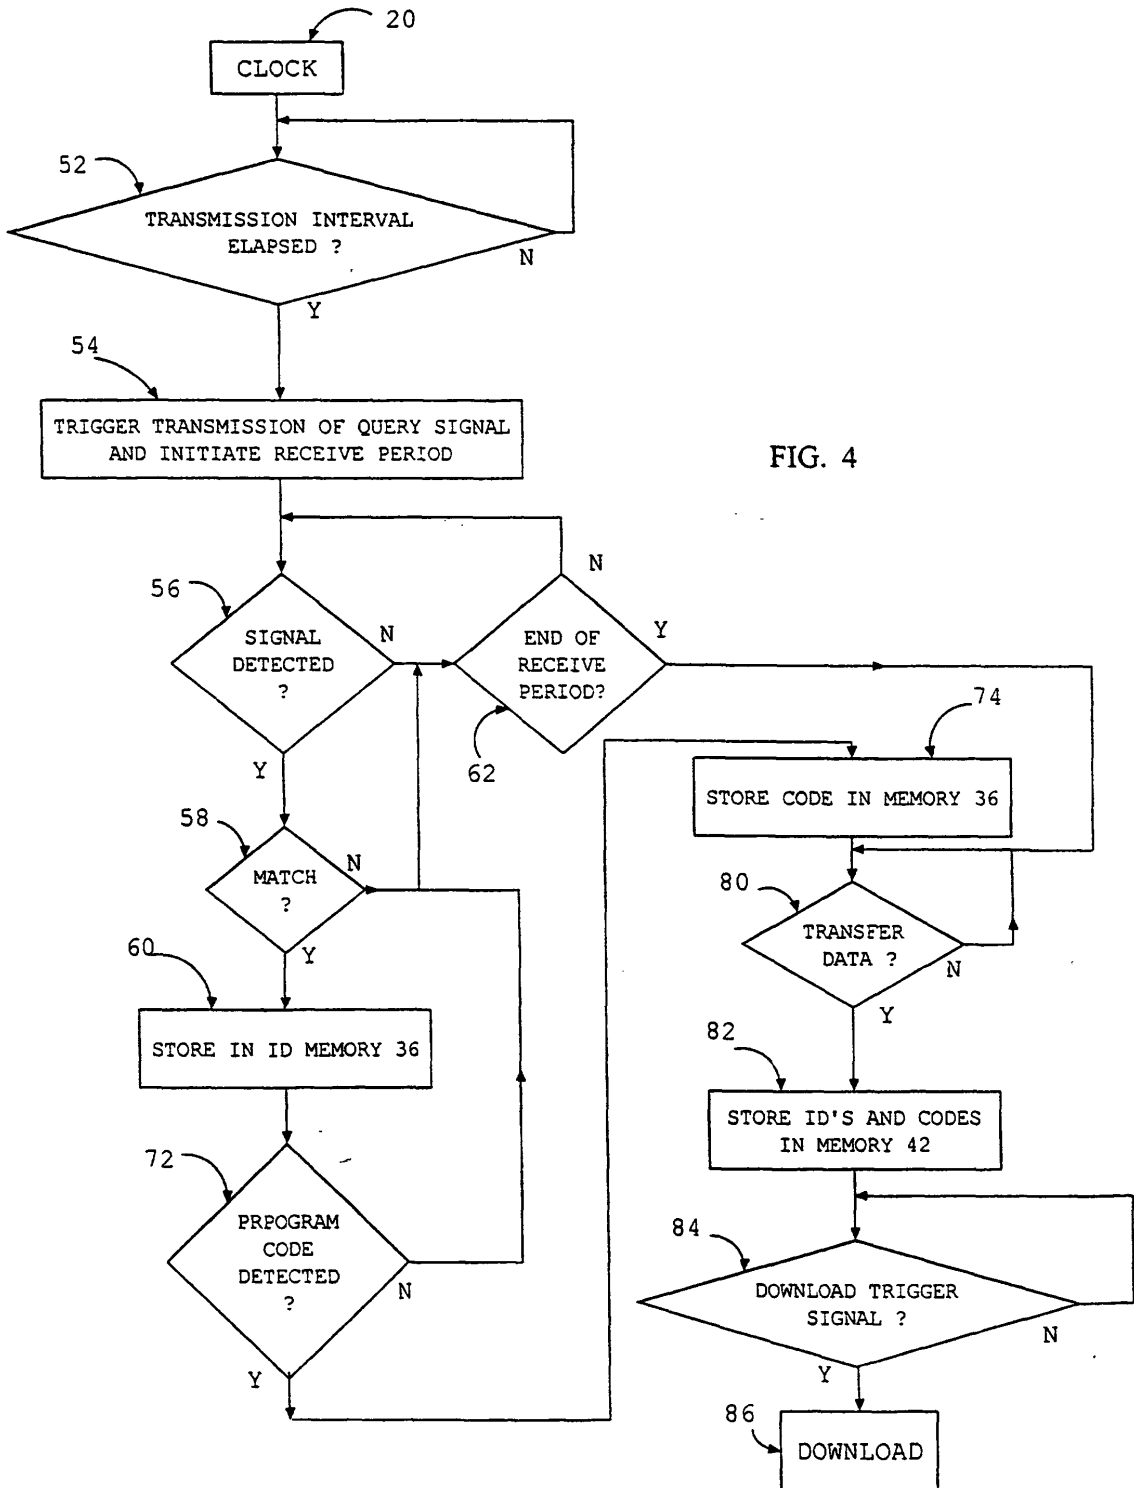 20
CLOCK
52
TRANSMISSION INTERVAL
ELAPSED ?
N
Y
54
TRIGGER TRANSMISSION OF QUERY SIGNAL
AND INITIATE RECEIVE PERIOD
FIG. 4
56
SIGNAL
DETECTED
?
N
Y
END OF
RECEIVE
PERIOD?
N
Y
62
74
STORE CODE IN MEMORY 36
58
MATCH
?
N
Y
80
TRANSFER
DATA ?
N
Y
60
STORE IN ID MEMORY 36
82
STORE ID'S AND CODES
IN MEMORY 42
72
PRPOGRAM
CODE
DETECTED
?
N
Y
84
DOWNLOAD TRIGGER
SIGNAL ?
N
Y
86
DOWNLOAD